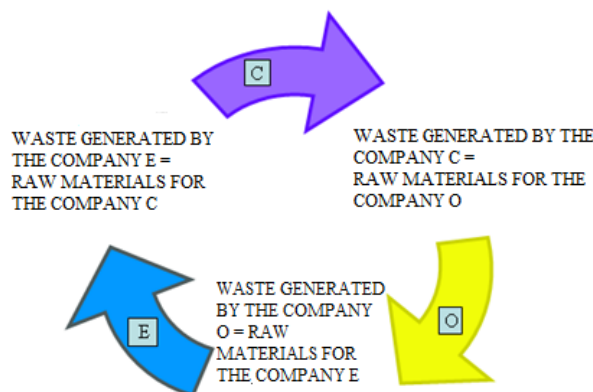 C
WASTE GENERATED BY
THE COMPANY E =
RAW MATERIALS FOR
THE COMPANY C
WASTE GENERATED BY THE
COMPANY C =
RAW MATERIALS FOR THE
COMPANY O
WASTE GENERATED
BY THE COMPANY
O = RAW
MATERIALS FOR
THE COMPANY E
E
O